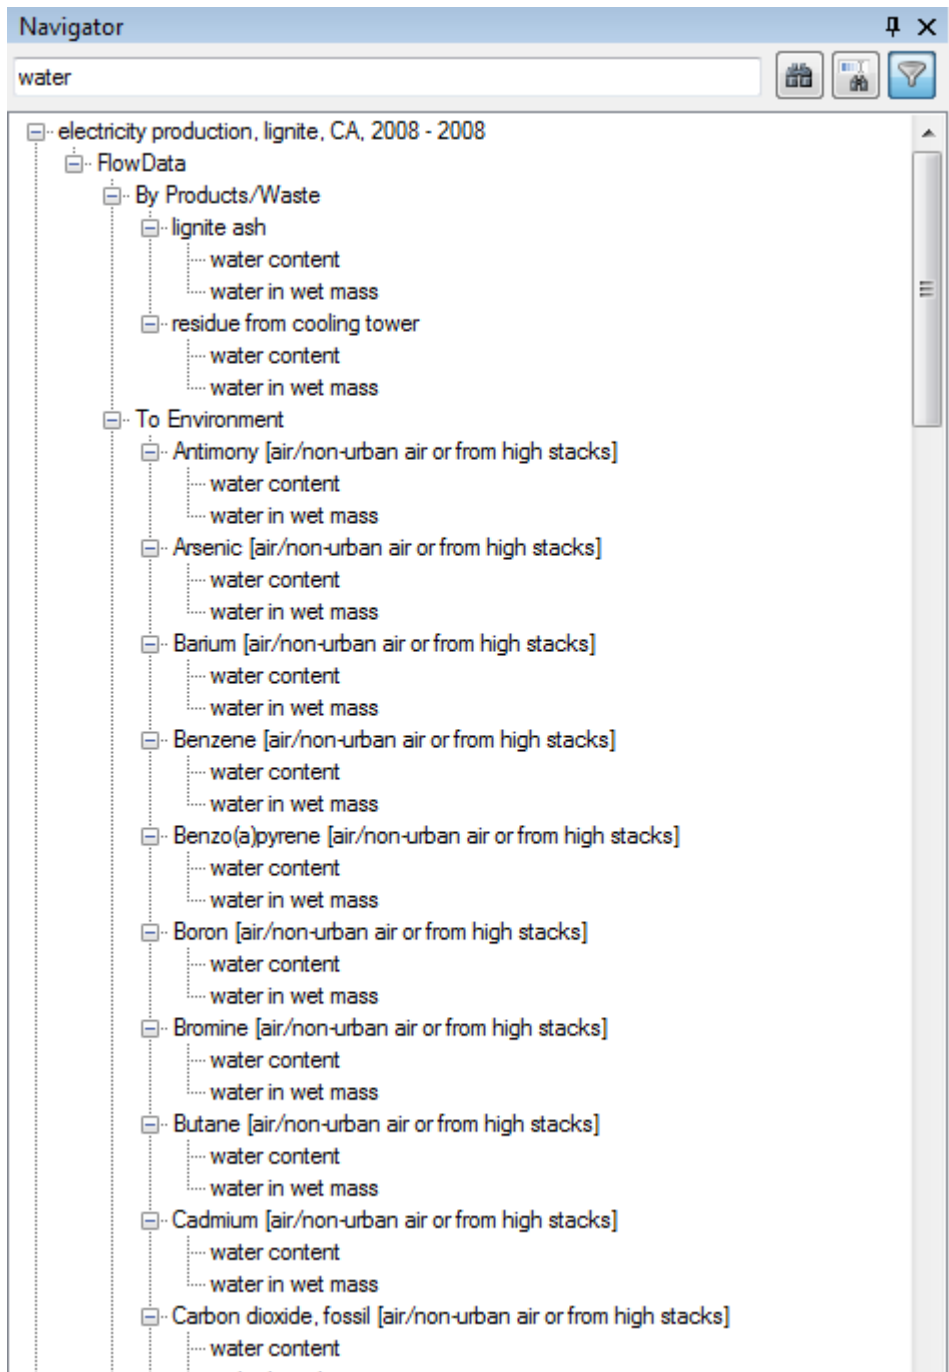 Navigator
water
electricity production, lignite, CA, 2008 - 2008
FlowData
By Products/Waste
lignite ash
water content
water in wet mass
residue from cooling tower
water content
water in wet mass
To Environment
Antimony [air/non-urban air or from high stacks]
water content
water in wet mass
Arsenic [air/non-urban air or from high stacks]
water content
water in wet mass
Barium [air/non-urban air or from high stacks]
water content
water in wet mass
Benzene [air/non-urban air or from high stacks]
water content
water in wet mass
Benzo(a)pyrene [air/non-urban air or from high stacks]
water content
water in wet mass
Boron [air/non-urban air or from high stacks]
water content
water in wet mass
Bromine [air/non-urban air or from high stacks]
water content
water in wet mass
Butane [air/non-urban air or from high stacks]
water content
water in wet mass
Cadmium [air/non-urban air or from high stacks]
water content
water in wet mass
Carbon dioxide, fossil [air/non-urban air or from high stacks]
water content